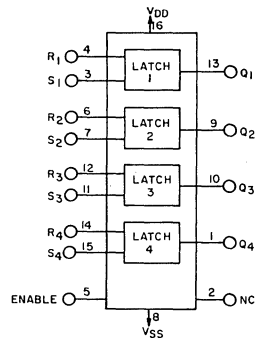 VDD
16
R1 4 LATCH 1 13 Q1
S1 3
R2 6 LATCH 2 9 Q2
S2 7
R3 12 LATCH 3 10 Q3
S3 11
R4 14 LATCH 4 1 Q4
S4 15
ENABLE 5 2 NC
8
VSS